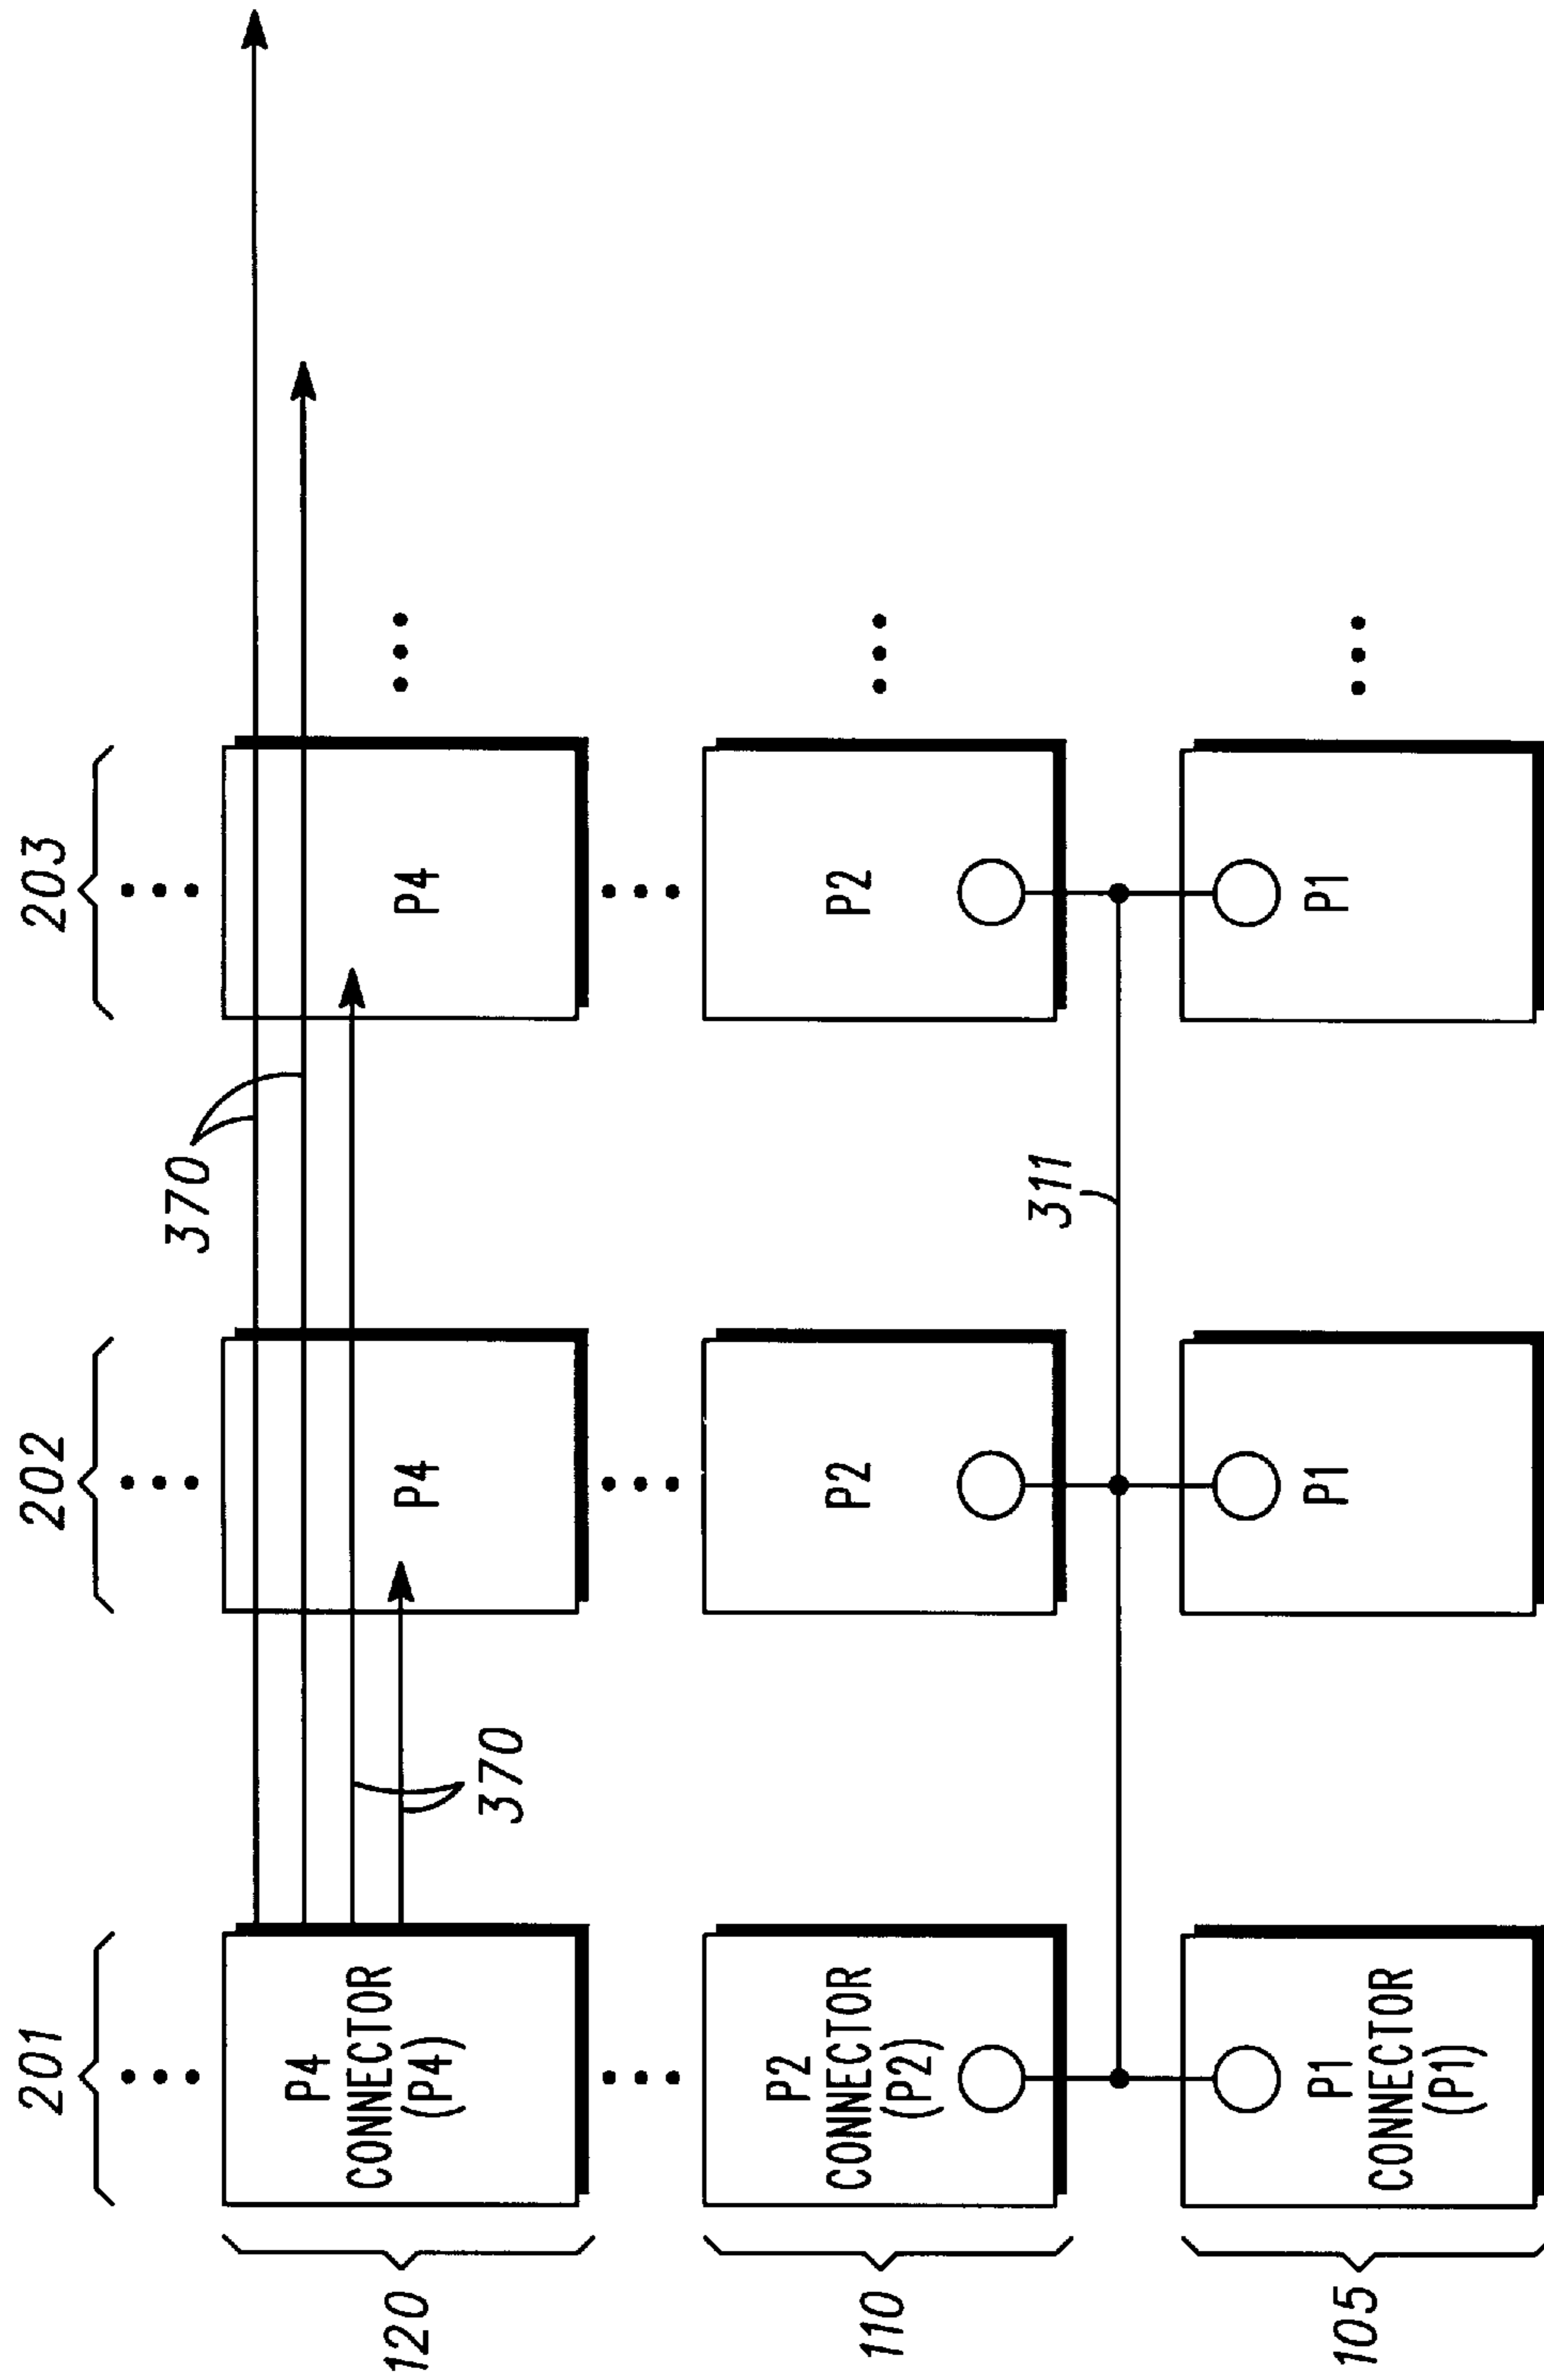 201
202
203
370
120
P4
CONNECTOR
(P4)
P4
P4
370
110
P2
CONNECTOR
(P2)
P2
P2
311
105
P1
CONNECTOR
(P1)
P1
P1